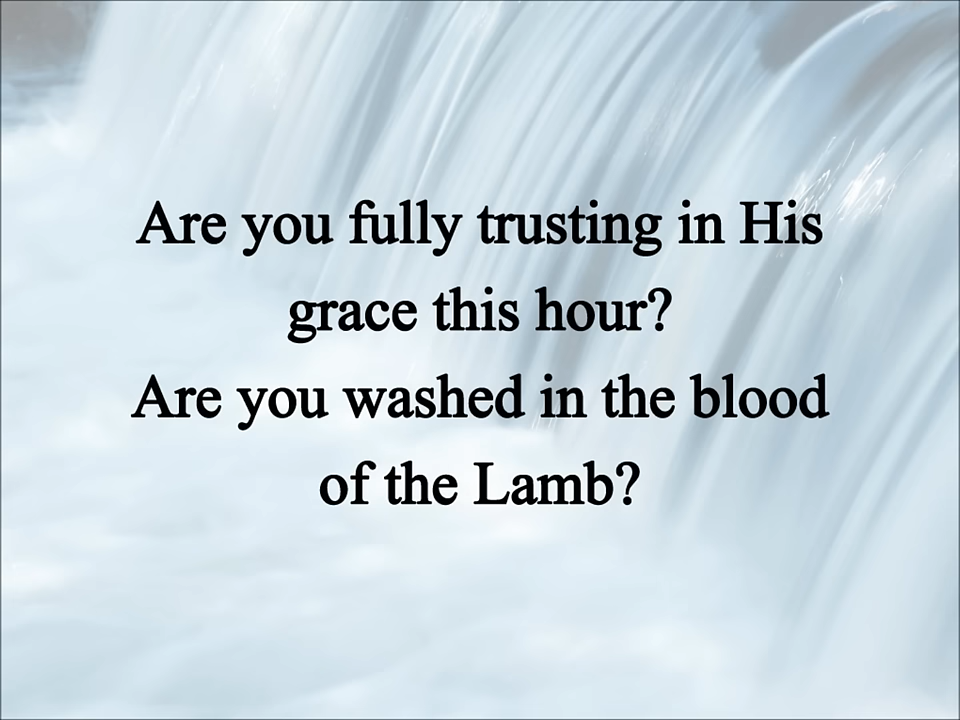 Are you fully trusting in His
grace this hour?
Are you washed in the blood
of the Lamb?